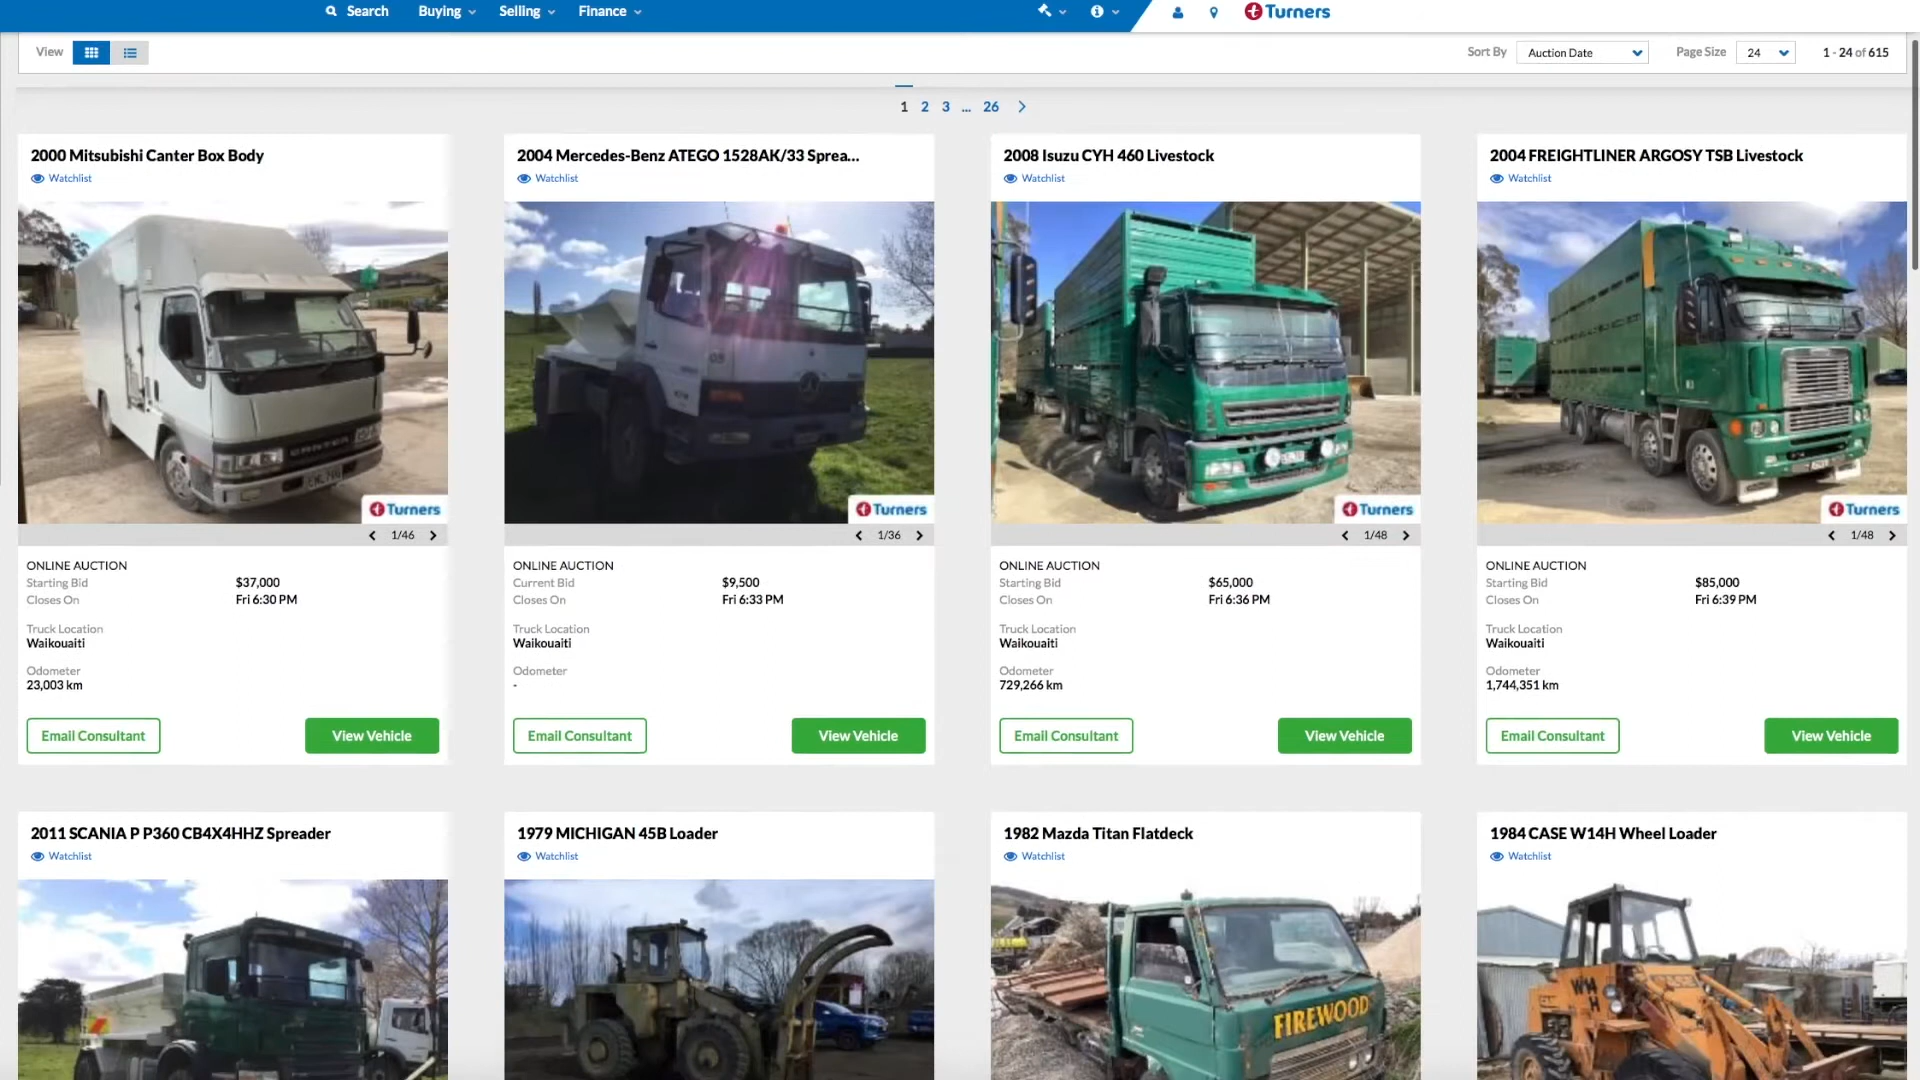 Search Buying Selling Finance Turners
View Sort By Auction Date Page Size 24 1 - 24 of 615
1 2 3 ... 26
2000 Mitsubishi Canter Box Body
Watchlist
CANTER
Turners
1/46
ONLINE AUCTION
Starting Bid $37,000
Closes On Fri 6:30 PM
Truck Location
Waikouaiti
Odometer
23,003 km
Email Consultant View Vehicle
2004 Mercedes-Benz ATEGO 1528AK/33 Sprea...
Watchlist
Turners
1/36
ONLINE AUCTION
Current Bid $9,500
Closes On Fri 6:33 PM
Truck Location
Waikouaiti
Odometer
-
Email Consultant View Vehicle
2008 Isuzu CYH 460 Livestock
Watchlist
Turners
1/48
ONLINE AUCTION
Starting Bid $65,000
Closes On Fri 6:36 PM
Truck Location
Waikouaiti
Odometer
729,266 km
Email Consultant View Vehicle
2004 FREIGHTLINER ARGOSY TSB Livestock
Watchlist
Turners
1/48
ONLINE AUCTION
Starting Bid $85,000
Closes On Fri 6:39 PM
Truck Location
Waikouaiti
Odometer
1,744,351 km
Email Consultant View Vehicle
2011 SCANIA P P360 CB4X4HHZ Spreader
Watchlist
1979 MICHIGAN 45B Loader
Watchlist
1982 Mazda Titan Flatdeck
Watchlist
FIREWOOD
1984 CASE W14H Wheel Loader
Watchlist
W14
H